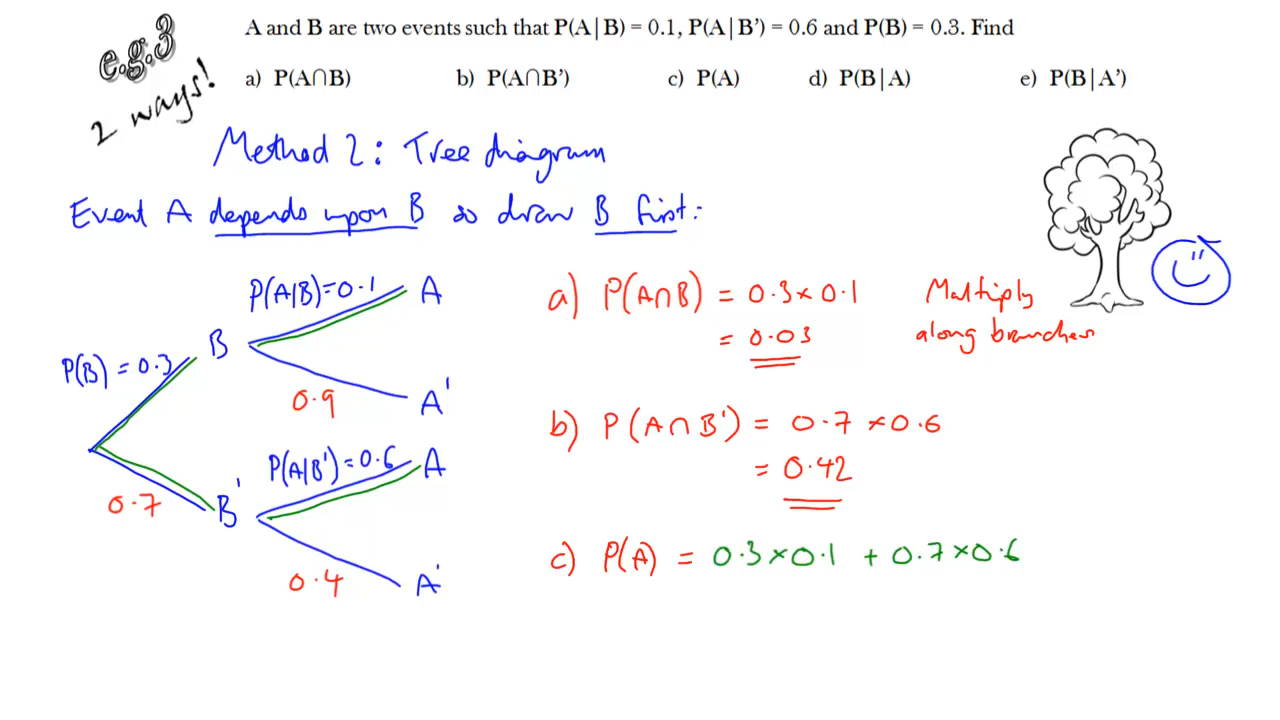 e.g.3
2 ways!
A and B are two events such that P(A|B) = 0.1, P(A|B’) = 0.6 and P(B) = 0.3. Find
a) P(A∩B) b) P(A∩B’) c) P(A) d) P(B|A) e) P(B|A’)
Method 2: Tree diagram
Event A depends upon B so draw B first:
P(B) = 0.3
B
P(A|B)=0.1
A
0.9
A'
0.7
B'
P(A|B')=0.6
A
0.4
A'
a) P(A∩B) = 0.3×0.1
= 0.03
Multiply
along branches
b) P(A∩B') = 0.7×0.6
= 0.42
c) P(A) = 0.3×0.1 + 0.7×0.6